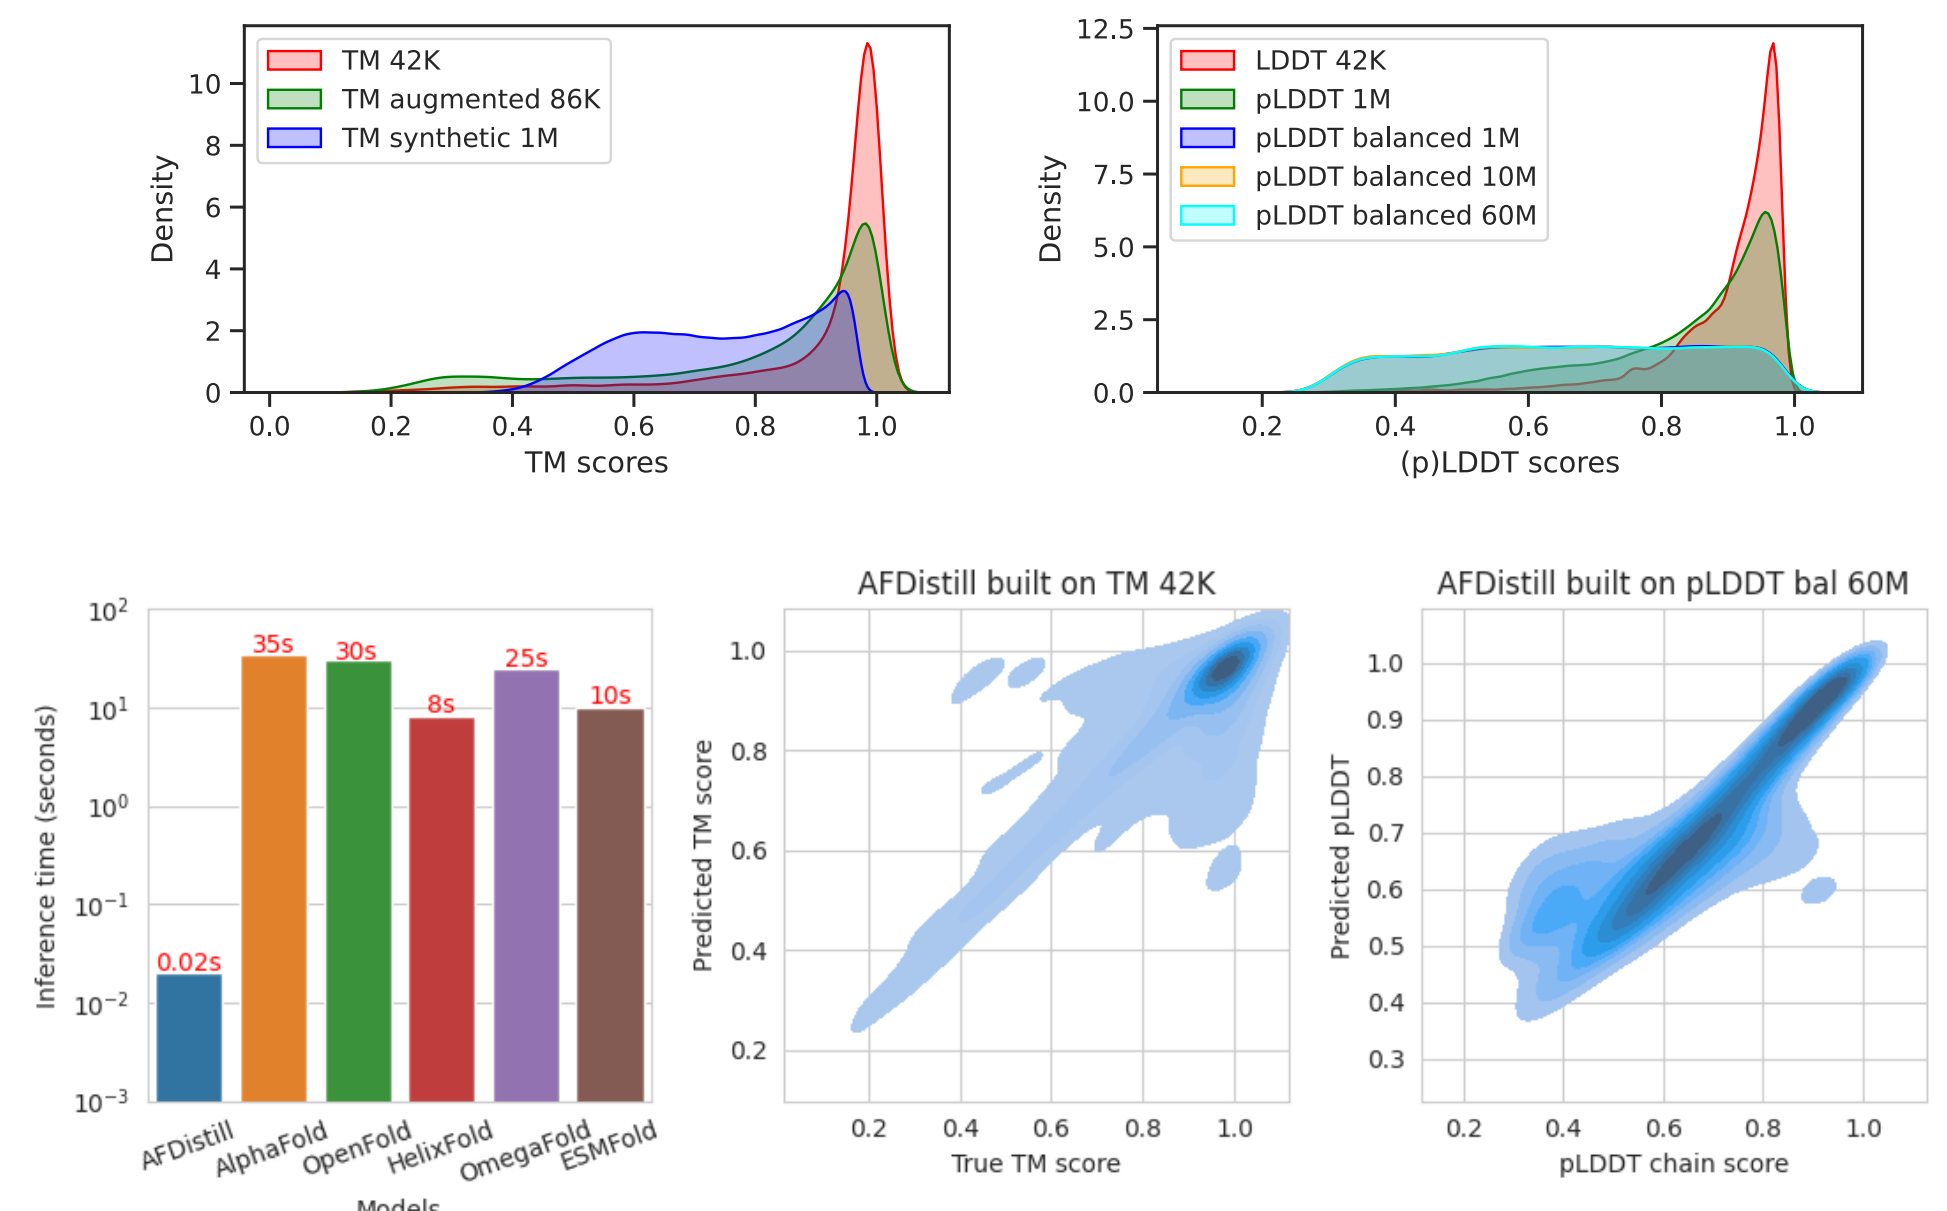 TM 42K
TM augmented 86K
TM synthetic 1M
Density
10
8
6
4
2
0
0.0 0.2 0.4 0.6 0.8 1.0
TM scores
LDDT 42K
pLDDT 1M
pLDDT balanced 1M
pLDDT balanced 10M
pLDDT balanced 60M
Density
12.5
10.0
7.5
5.0
2.5
0.0
0.2 0.4 0.6 0.8 1.0
(p)LDDT scores
Inference time (seconds)
10²
10¹
10⁰
10⁻¹
10⁻²
10⁻³
0.02s 35s 30s 8s 25s 10s
AFDistill AlphaFold OpenFold HelixFold OmegaFold ESMFold
Models
AFDistill built on TM 42K
Predicted TM score
1.0
0.8
0.6
0.4
0.2
0.2 0.4 0.6 0.8 1.0
True TM score
AFDistill built on pLDDT bal 60M
Predicted pLDDT
1.0
0.9
0.8
0.7
0.6
0.5
0.4
0.3
0.2 0.4 0.6 0.8 1.0
pLDDT chain score